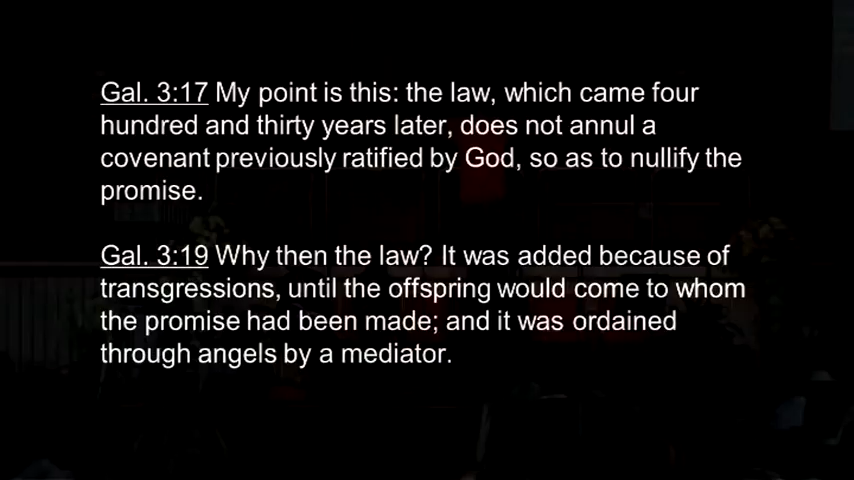 Gal. 3:17 My point is this: the law, which came four
hundred and thirty years later, does not annul a
covenant previously ratified by God, so as to nullify the
promise.
Gal. 3:19 Why then the law? It was added because of
transgressions, until the offspring would come to whom
the promise had been made; and it was ordained
through angels by a mediator.